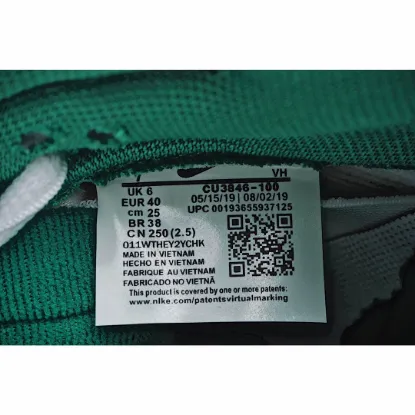 7 VH
UK 6 CU3846-100
EUR 40 05/15/19 | 08/02/19
cm 25 UPC 00193655937125
BR 38
CN 250 (2.5)
011WTHEY2YCHK
MADE IN VIETNAM
HECHO EN VIETNAM
FABRIQUE AU VIETNAM
FABRICADO NO VIETNÃ
This product is covered by one or more patents:
www.nike.com/patentsvirtualmarking